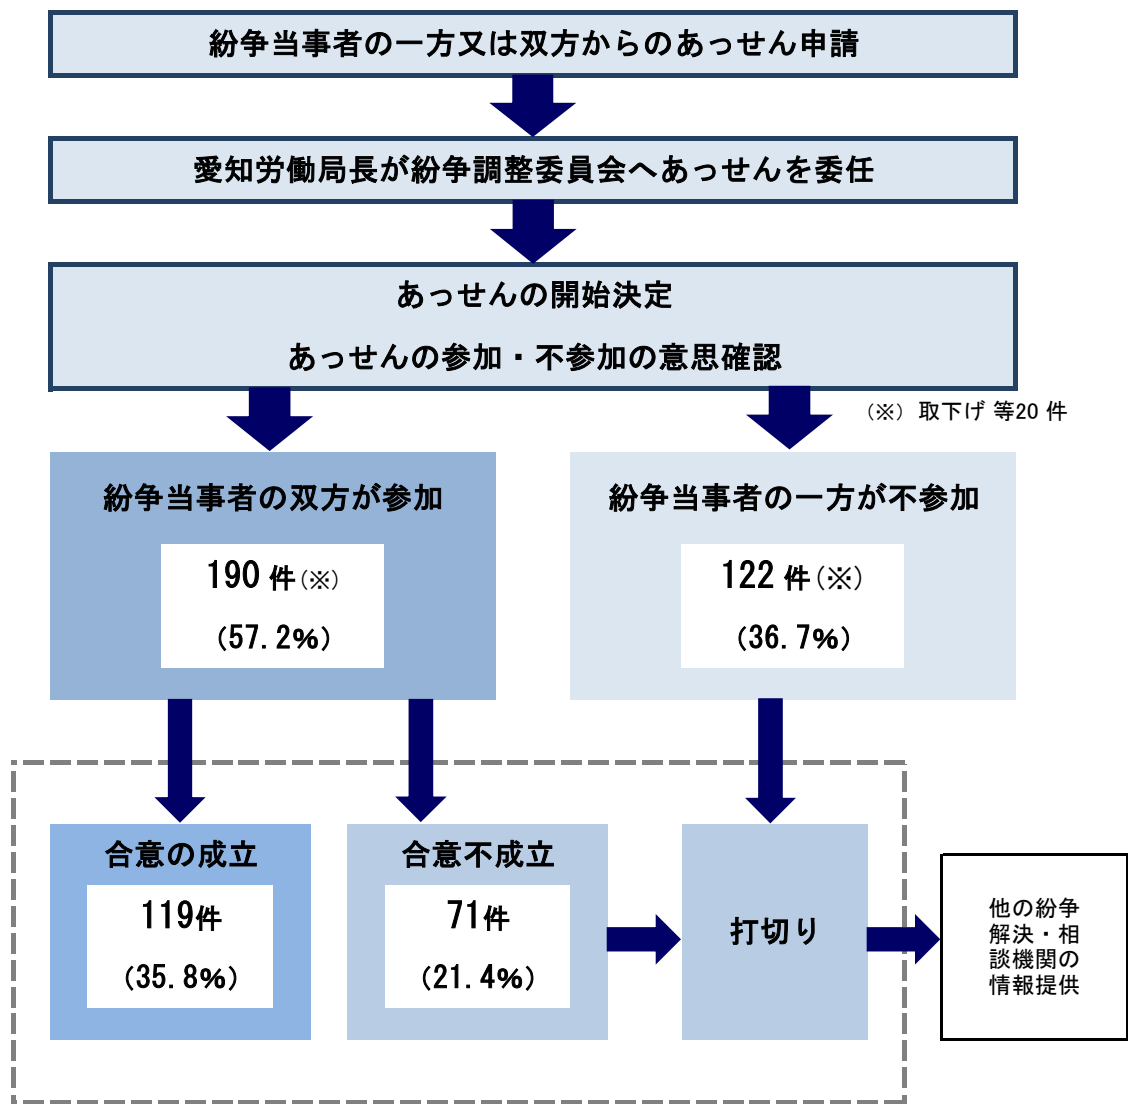 紛争当事者の一方又は双方からのあっせん申請
愛知労働局長が紛争調整委員会へあっせんを委任
あっせんの開始決定
あっせんの参加・不参加の意思確認
（※）取下げ 等20 件
紛争当事者の双方が参加
190 件（※）
（57.2％）
紛争当事者の一方が不参加
122 件（※）
（36.7％）
合意の成立
119件
（35.8％）
合意不成立
71件
（21.4％）
打切り
他の紛争
解決・相
談機関の
情報提供